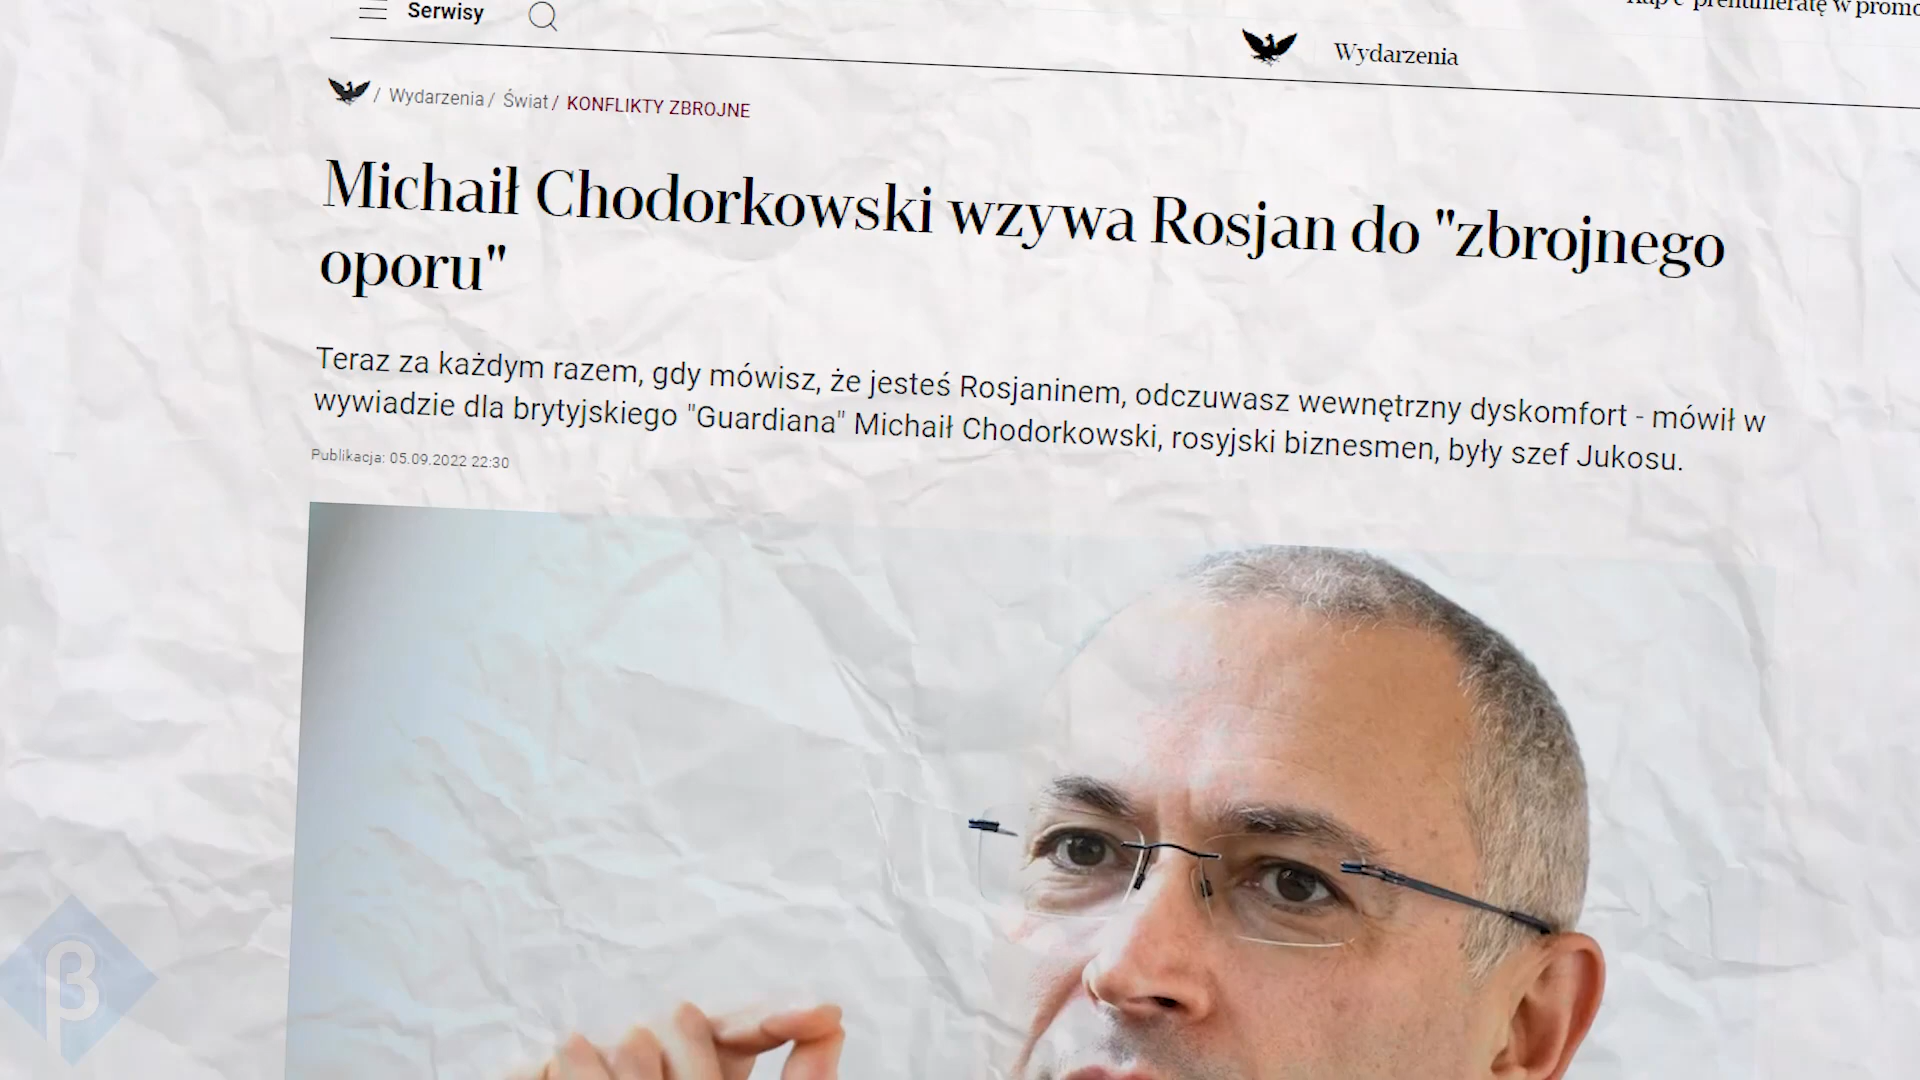 Serwisy
prenumeratę w promo
Wydarzenia
/ Wydarzenia / Świat / KONFLIKTY ZBROJNE
Michaił Chodorkowski wzywa Rosjan do "zbrojnego
oporu"
Teraz za każdym razem, gdy mówisz, że jesteś Rosjaninem, odczuwasz wewnętrzny dyskomfort - mówił w
wywiadzie dla brytyjskiego "Guardiana" Michaił Chodorkowski, rosyjski biznesmen, były szef Jukosu.
Publikacja: 05.09.2022 22:30
β